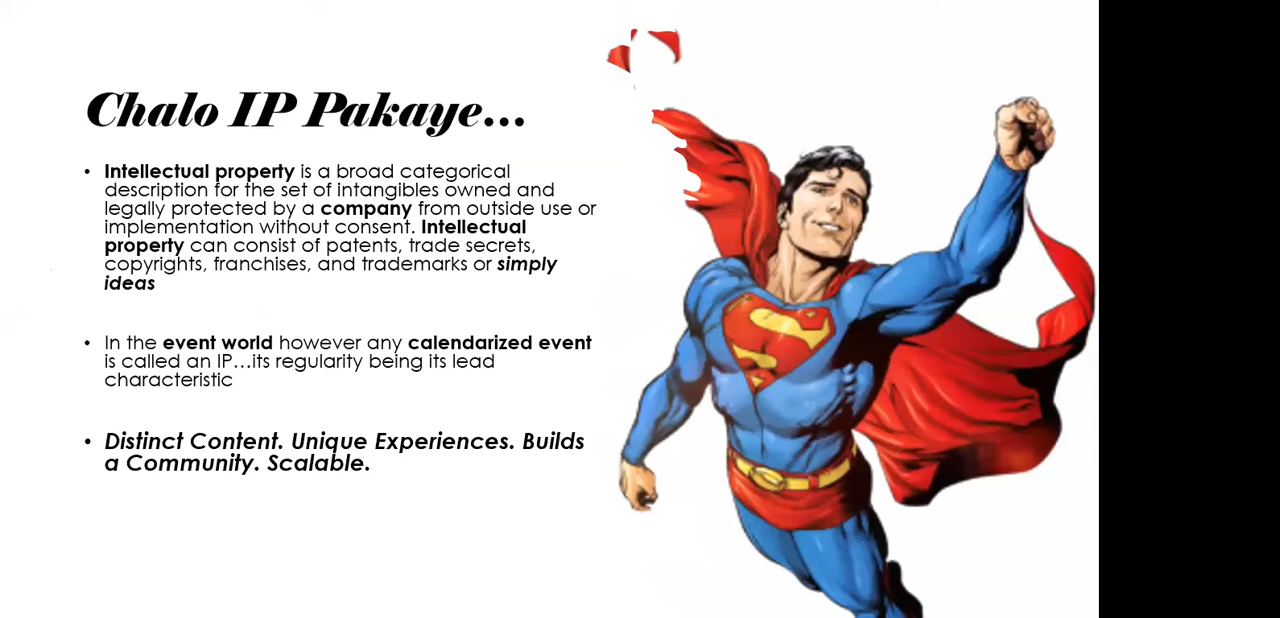 Chalo IP Pakaye...
• Intellectual property is a broad categorical
description for the set of intangibles owned and
legally protected by a company from outside use or
implementation without consent. Intellectual
property can consist of patents, trade secrets,
copyrights, franchises, and trademarks or simply
ideas
• In the event world however any calendarized event
is called an IP...its regularity being its lead
characteristic
• Distinct Content. Unique Experiences. Builds
a Community. Scalable.
S